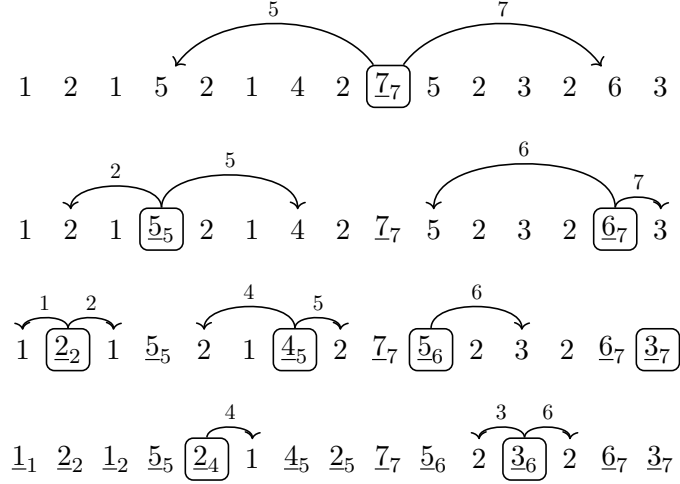 5 7
1 2 1 5 2 1 4 2 7₇ 5 2 3 2 6 3
2 5 6 7
1 2 1 5₅ 2 1 4 2 7₇ 5 2 3 2 6₇ 3
1 2 4 5 6
1 2₂ 1 5₅ 2 1 4₅ 2 7₇ 5₆ 2 3 2 6₇ 3₇
4 3 6
1₁ 2₂ 1₂ 5₅ 2₄ 1 4₅ 2₅ 7₇ 5₆ 2 3₆ 2 6₇ 3₇